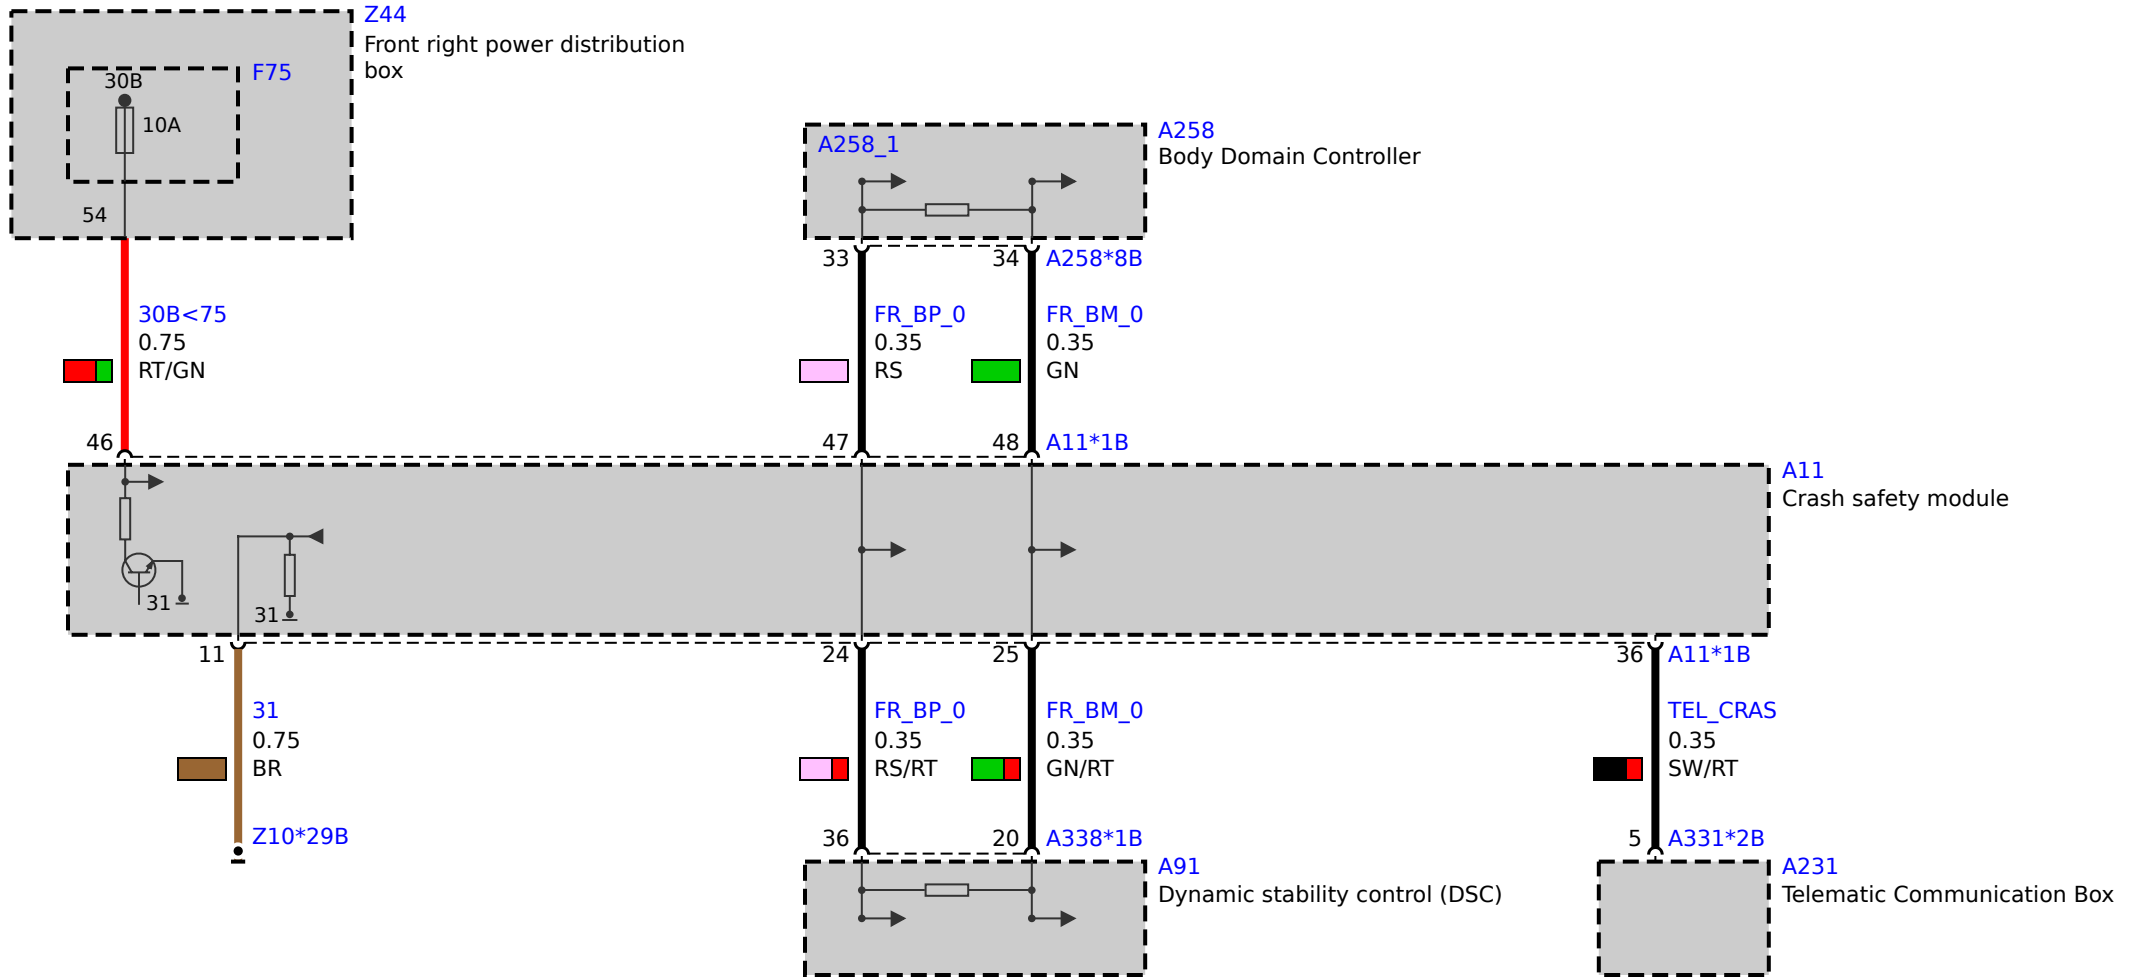 Z44
Front right power distribution
box
F75
30B
10A
54
A258_1
A258
Body Domain Controller
33
34
A258*8B
30B<75
0.75
RT/GN
FR_BP_0
0.35
RS
FR_BM_0
0.35
GN
46
47
48
A11*1B
A11
Crash safety module
31
31
11
24
25
36
A11*1B
31
0.75
BR
FR_BP_0
0.35
RS/RT
FR_BM_0
0.35
GN/RT
TEL_CRAS
0.35
SW/RT
Z10*29B
36
20
A338*1B
5
A331*2B
A91
Dynamic stability control (DSC)
A231
Telematic Communication Box